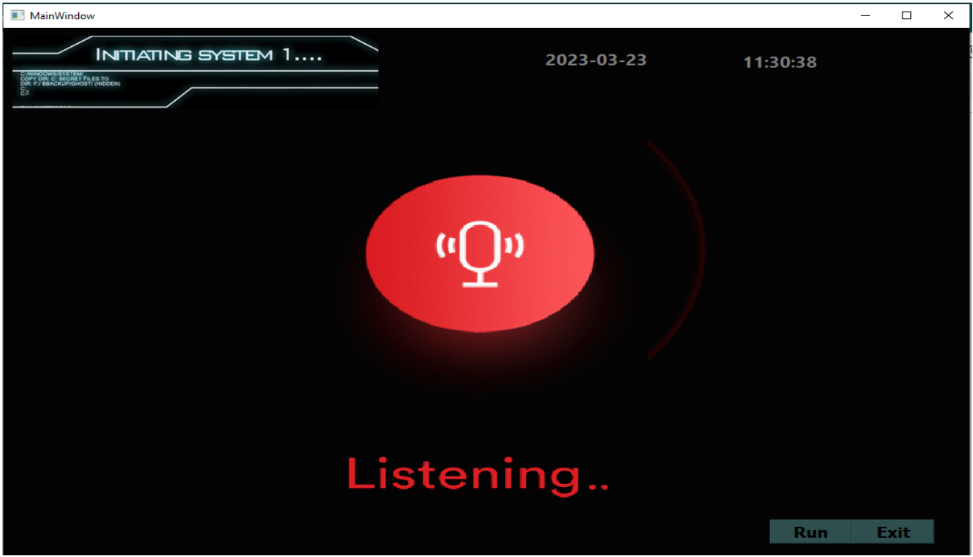 MainWindow
INITIATING SYSTEM 1....
C:/WINDOWS/SYSTEM/
COPY DIR: C: SECRET FILES TO
DIR: F:/ BBACKUP/GHOST/ (HIDDEN)
2023-03-23
11:30:38
Listening..
Run
Exit